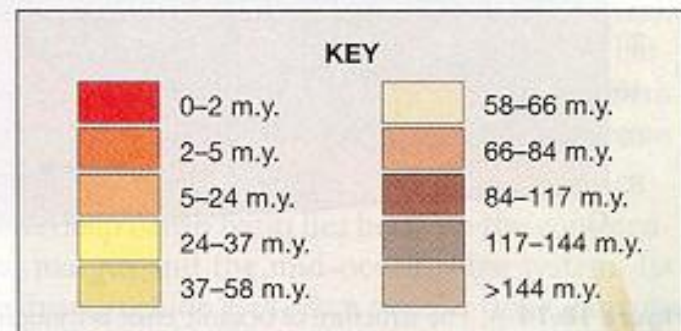 KEY
0–2 m.y.
2–5 m.y.
5–24 m.y.
24–37 m.y.
37–58 m.y.
58–66 m.y.
66–84 m.y.
84–117 m.y.
117–144 m.y.
>144 m.y.